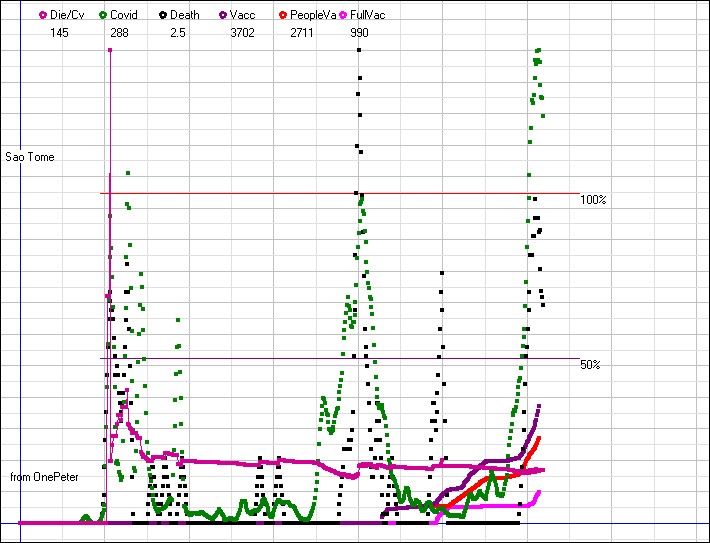 Die/Cv Covid Death Vacc PeopleVa FullVac
145 288 2.5 3702 2711 990
Sao Tome
100%
50%
from OnePeter